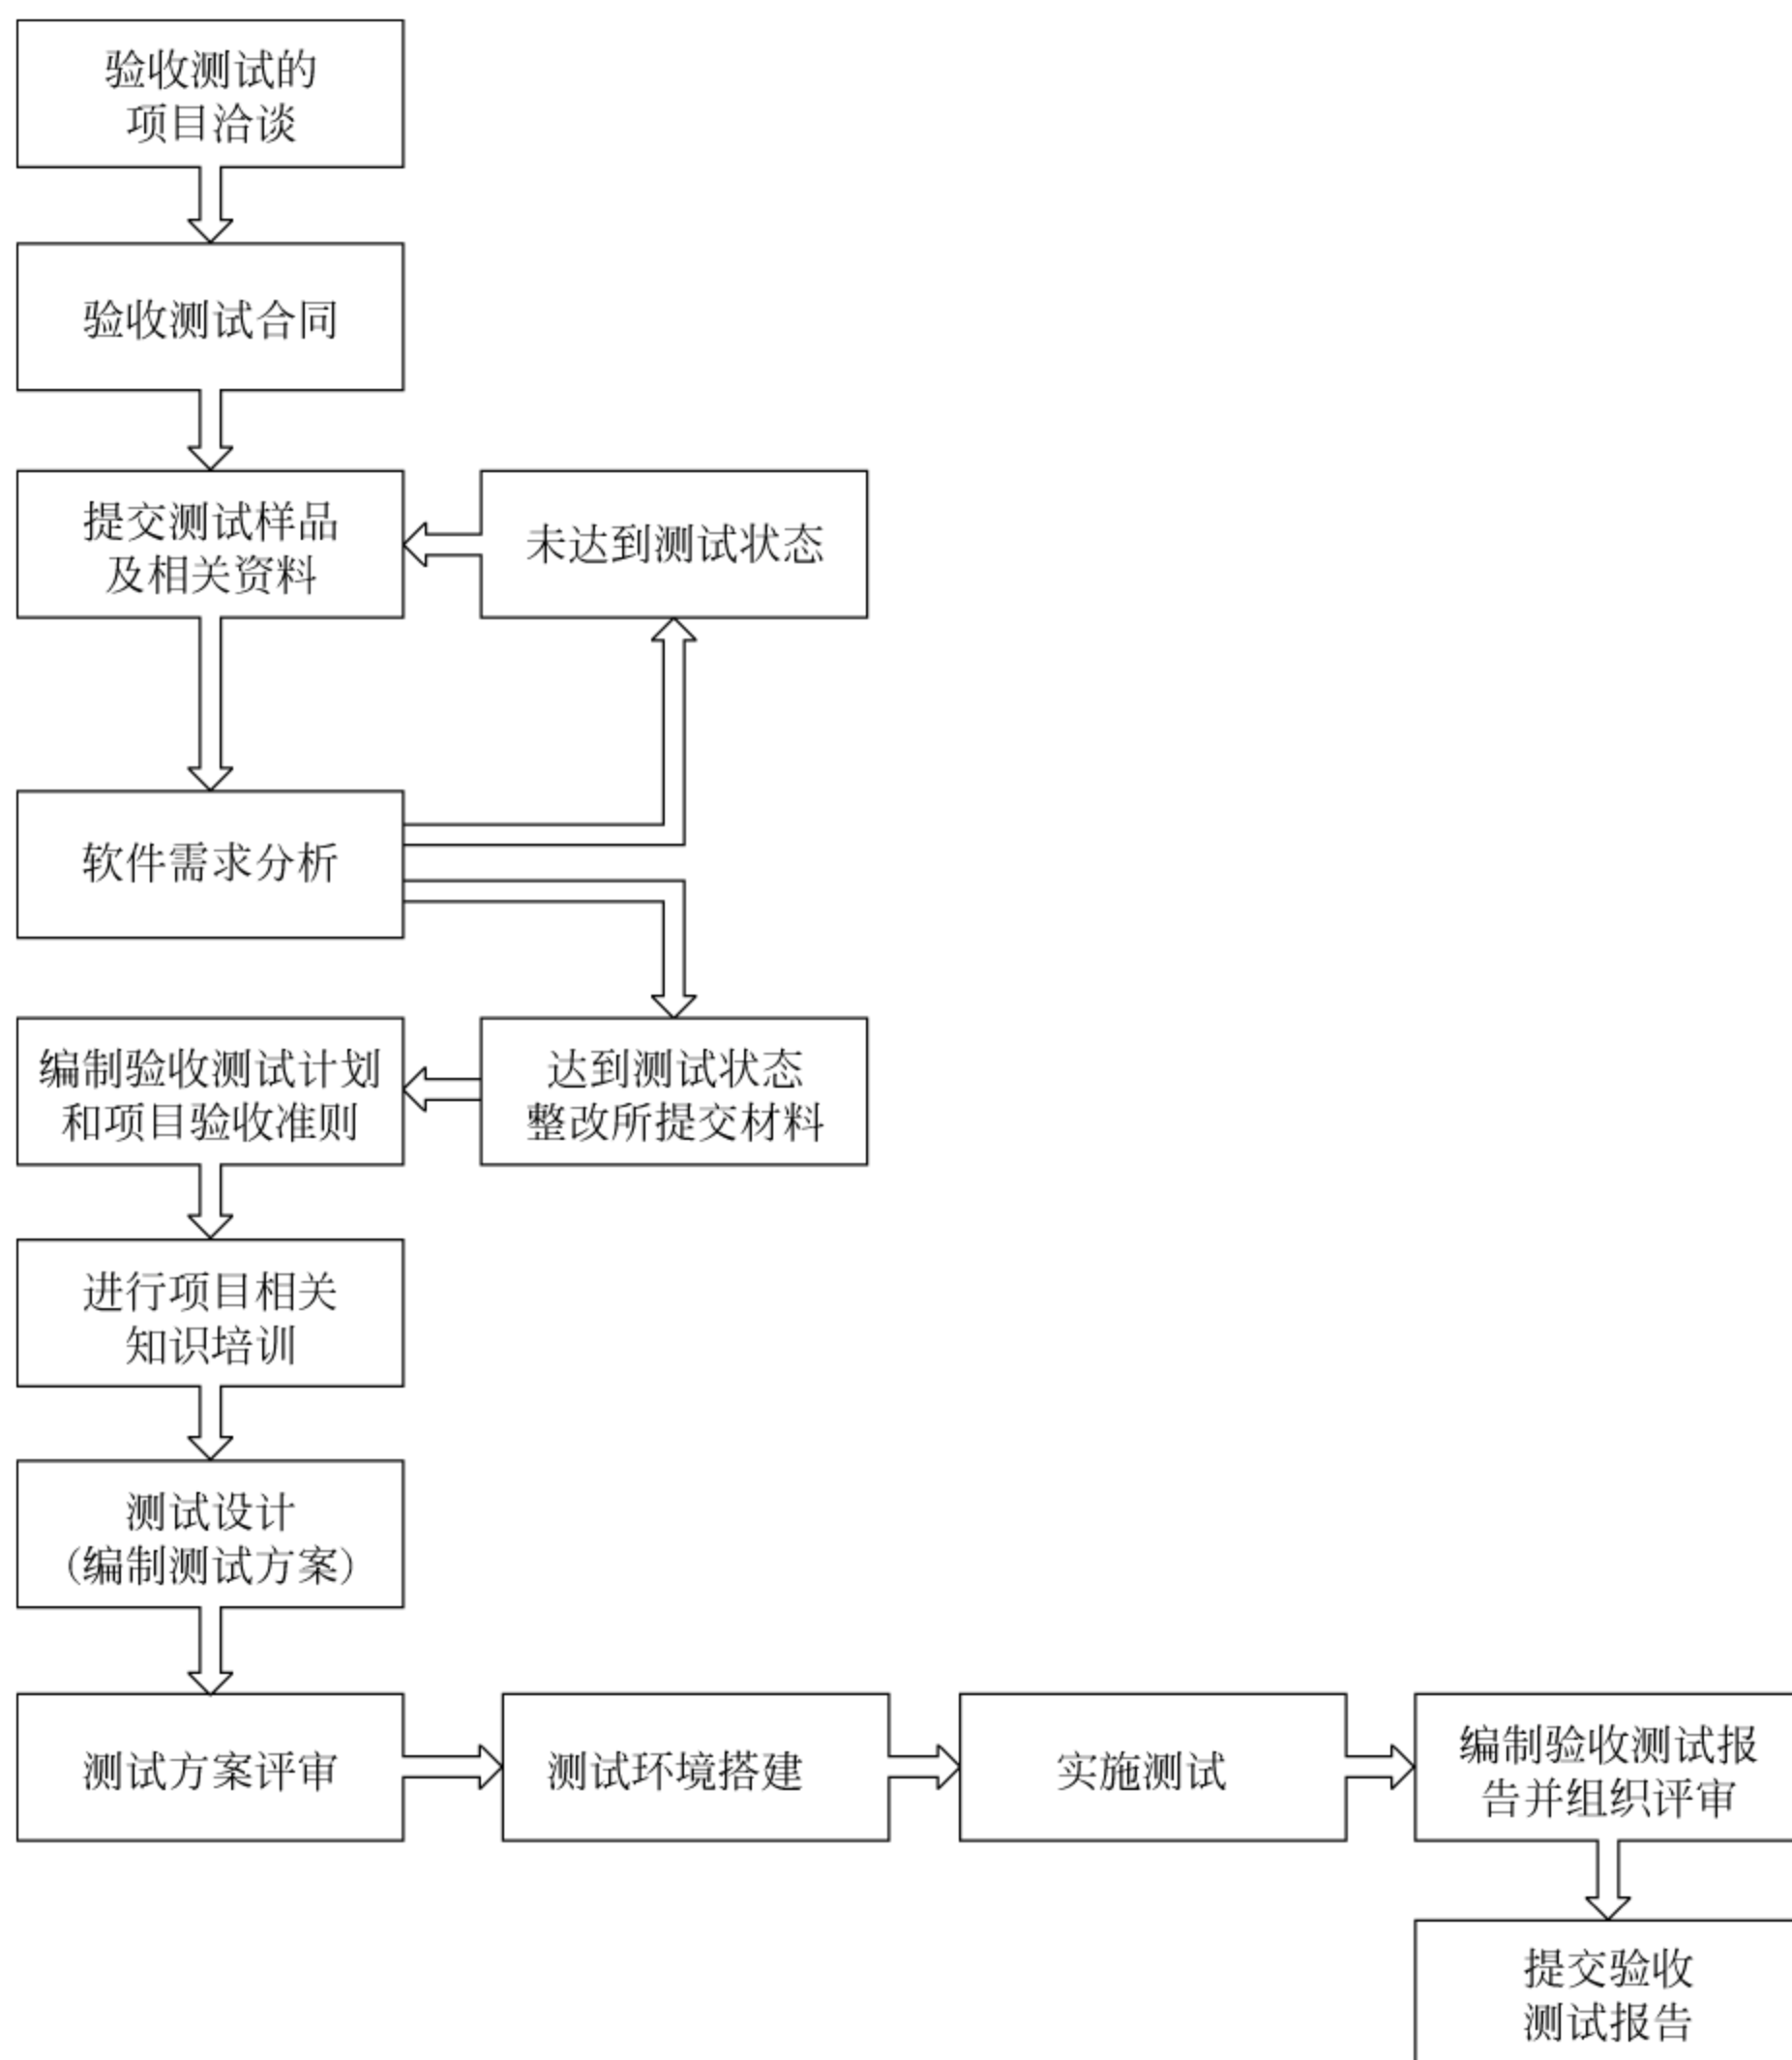 验收测试的
项目洽谈
验收测试合同
提交测试样品
及相关资料
未达到测试状态
软件需求分析
编制验收测试计划
和项目验收准则
达到测试状态
整改所提交材料
进行项目相关
知识培训
测试设计
(编制测试方案)
测试方案评审
测试环境搭建
实施测试
编制验收测试报
告并组织评审
提交验收
测试报告